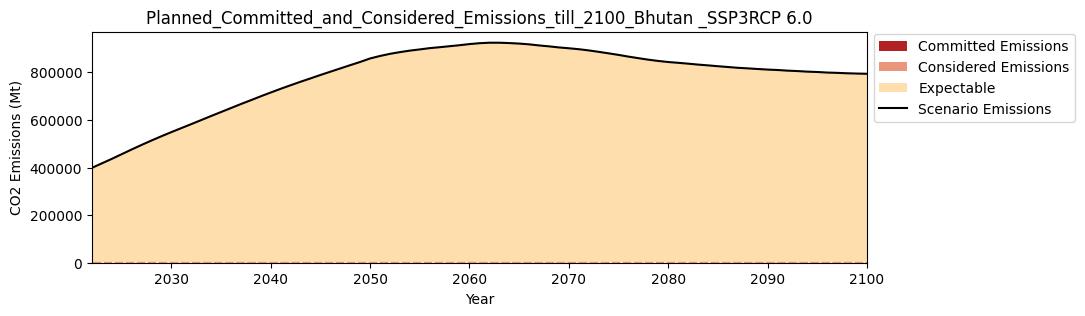 Planned_Committed_and_Considered_Emissions_till_2100_Bhutan _SSP3RCP 6.0
Committed Emissions
Considered Emissions
Expectable
Scenario Emissions
CO2 Emissions (Mt)
800000
600000
400000
200000
0
2030 2040 2050 2060 2070 2080 2090 2100
Year